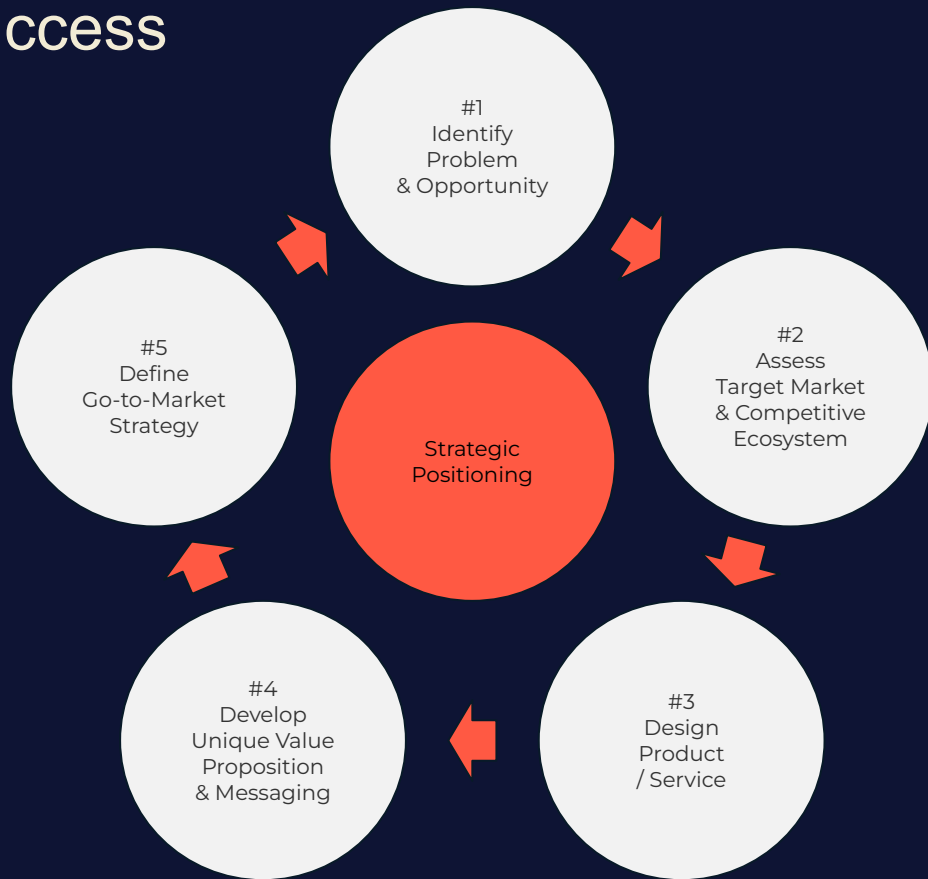 ccess
#1
Identify
Problem
& Opportunity
#2
Assess
Target Market
& Competitive
Ecosystem
#3
Design
Product
/ Service
#4
Develop
Unique Value
Proposition
& Messaging
#5
Define
Go-to-Market
Strategy
Strategic
Positioning